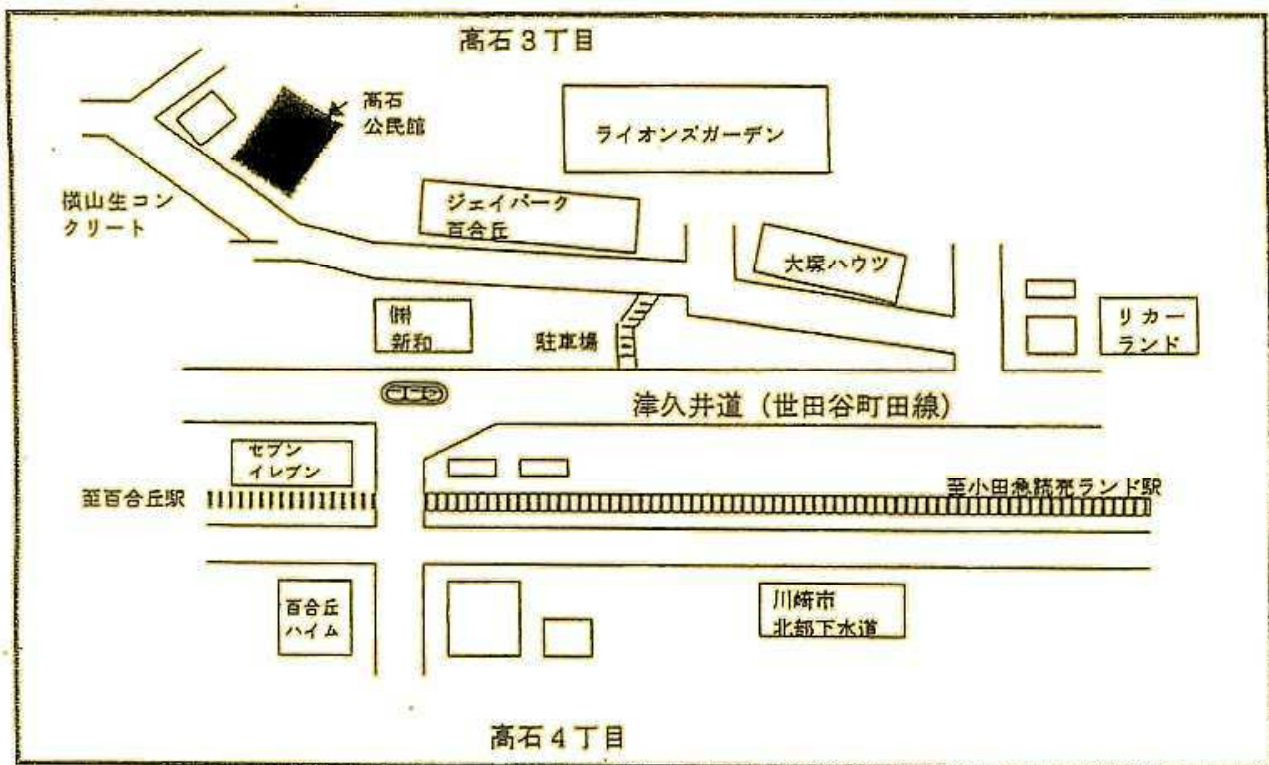 高石3丁目
高石
公民館
ライオンズガーデン
横山生コン
クリート
ジェイパーク
百合丘
大塚ハウツ
㈱
新和
駐車場
リカー
ランド
津久井道（世田谷町田線）
セブン
イレブン
至百合丘駅
至小田急読売ランド駅
百合丘
ハイム
川崎市
北部下水道
高石4丁目